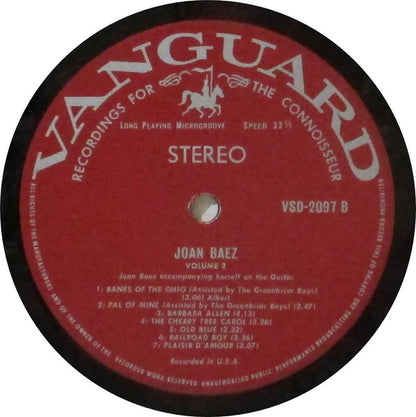 VANGUARD
RECORDINGS FOR THE CONNOISSEUR
LONG PLAYING MICROGROOVE SPEED 33 1/3
STEREO
VSD-2097 B
JOAN BAEZ
VOLUME 2
Joan Baez accompanying herself on the Guitar
1: BANKS OF THE OHIO (Assisted by The Greenbriar Boys)
(3.06) Albert
2: PAL OF MINE (Assisted by The Greenbriar Boys) (2.47)
3: BARBARA ALLEN (4.13)
4: THE CHERRY TREE CAROL (3.26)
5: OLD BLUE (2.32)
6: RAILROAD BOY (2.36)
7: PLAISIR D'AMOUR (3.07)
Recorded in U.S.A.
ALL RIGHTS OF THE MANUFACTURERS AND OF THE OWNER OF THE RECORDED WORK RESERVED UNAUTHORISED PUBLIC PERFORMANCE BROADCASTING AND COPYING OF THIS RECORD PROHIBITED